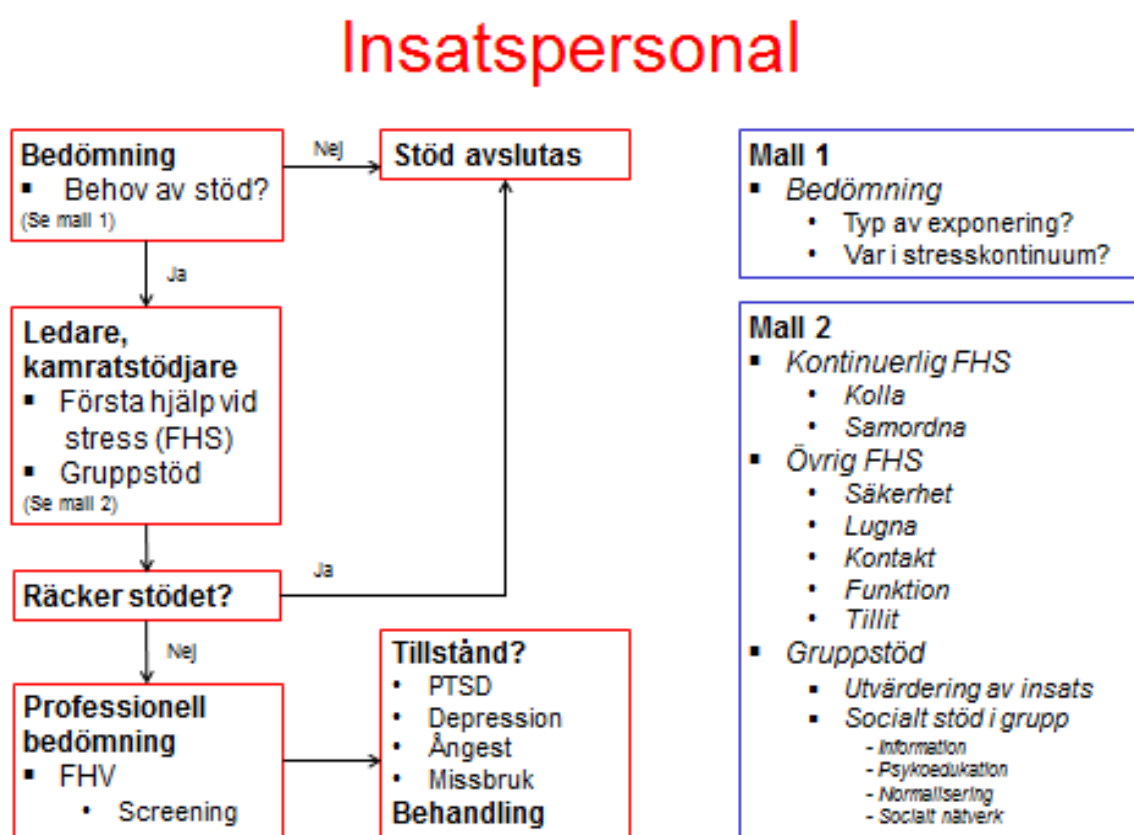 Insatspersonal
Bedömning
▪ Behov av stöd?
(Se mall 1)
Nej
Stöd avslutas
Ja
Ledare,
kamratstödjare
▪ Första hjälp vid
stress (FHS)
▪ Gruppstöd
(Se mall 2)
Räcker stödet?
Ja
Nej
Professionell
bedömning
▪ FHV
• Screening
Tillstånd?
• PTSD
• Depression
• Ångest
• Missbruk
Behandling
Mall 1
▪ Bedömning
• Typ av exponering?
• Var i stresskontinuum?
Mall 2
▪ Kontinuerlig FHS
• Kolla
• Samordna
▪ Övrig FHS
• Säkerhet
• Lugna
• Kontakt
• Funktion
• Tillit
▪ Gruppstöd
▪ Utvärdering av insats
▪ Socialt stöd i grupp
- Information
- Psykoedukation
- Normalisering
- Socialt nätverk